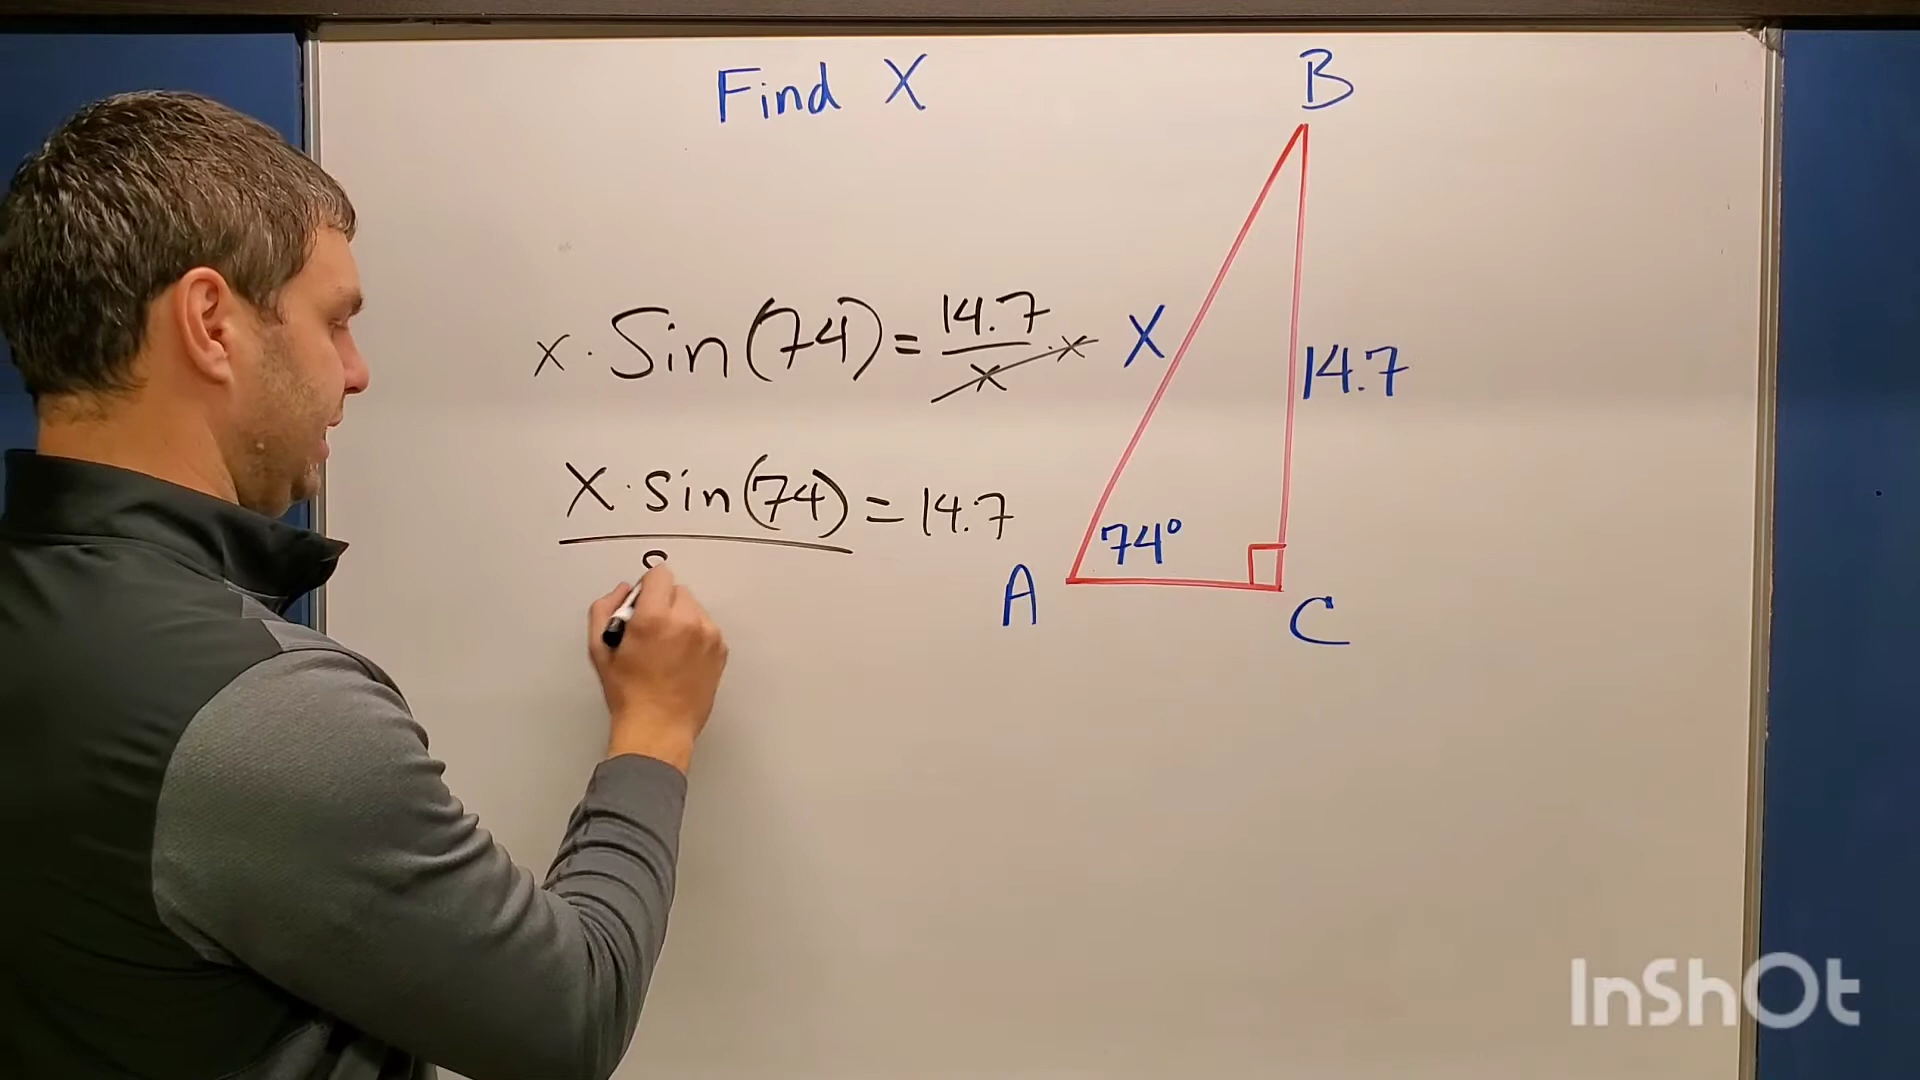 Find X
B
x · Sin(74) = 14.7/x · x
X
14.7
X · sin(74) = 14.7
s
74°
A
C
InShOt